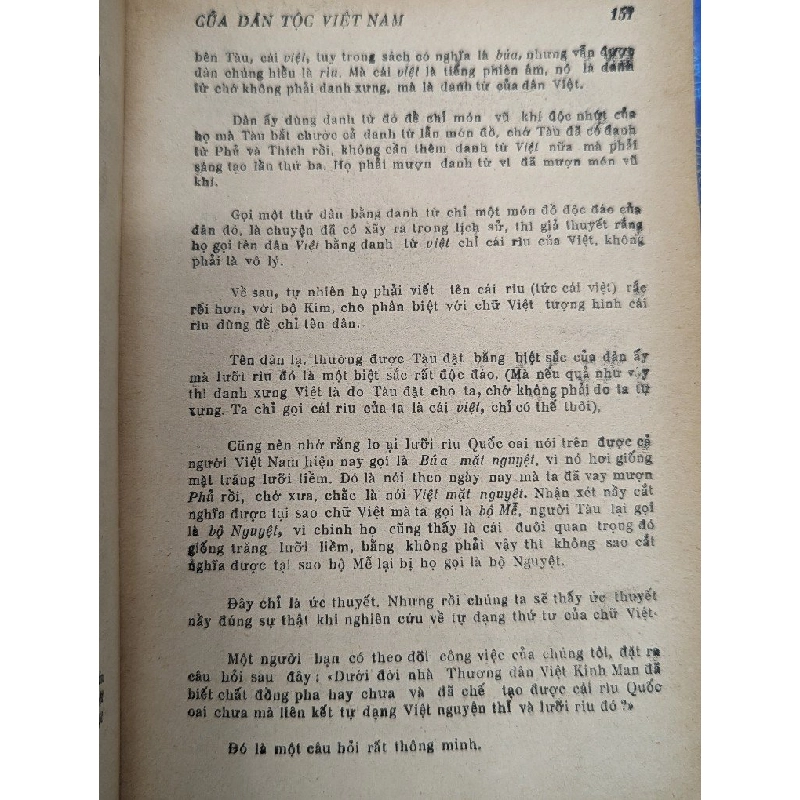 CỦA DÂN TỘC VIỆT NAM 157
bên Tàu, cái việt, tuy trong sách có nghĩa là búa, nhưng vẫn được
dân chúng hiểu là rìu. Mà cái việt là tiếng phiên âm, nó là danh
từ chớ không phải danh xưng, mà là danh từ của dân Việt.
Dân ấy dùng danh từ đó để chỉ món vũ khí độc nhứt của
họ mà Tàu bắt chước cả danh từ lẫn món đồ, chớ Tàu đã có danh
từ Phủ và Thích rồi, không cần thêm danh từ Việt nữa mà phải
sáng tạo lần thứ ba. Họ phải mượn danh từ vì đã mượn món vũ
khí.
Gọi một thứ dân bằng danh từ chỉ một món đồ độc đáo của
dân đó, là chuyện đã có xảy ra trong lịch sử, thì giả thuyết rằng
họ gọi tên dân Việt bằng danh từ việt chỉ cái rìu của Việt, không
phải là vô lý.
Về sau, tự nhiên họ phải viết tên cái rìu (tức cái việt) rắc
rối hơn, với bộ Kim, cho phân biệt với chữ Việt tượng hình cái
rìu dùng để chỉ tên dân.
Tên dân lạ, thường được Tàu đặt bằng biệt sắc của dân ấy
mà lưỡi rìu đó là một biệt sắc rất độc đáo. (Mà nếu quả như vậy
thì danh xưng Việt là do Tàu đặt cho ta, chớ không phải do ta tự
xưng. Ta chỉ gọi cái rìu của ta là cái việt, chỉ có thế thôi).
Cũng nên nhớ rằng loại lưỡi rìu Quốc oai nói trên được cả
người Việt Nam hiện nay gọi là Búa mặt nguyệt, vì nó hơi giống
mặt trăng lưỡi liềm. Đó là nói theo ngày nay mà ta đã vay mượn
Phủ rồi, chớ xưa, chắc là nói Việt mặt nguyệt. Nhận xét nầy cắt
nghĩa được tại sao chữ Việt mà ta gọi là bộ Mễ, người Tàu lại gọi
là bộ Nguyệt, vì chính họ cũng thấy là cái đuôi quan trọng đó
giống trăng lưỡi liềm, bằng không phải vậy thì không sao cắt
nghĩa được tại sao bộ Mễ lại bị họ gọi là bộ Nguyệt.
Đây chỉ là ức thuyết. Nhưng rồi chúng ta sẽ thấy ức thuyết
nầy đúng sự thật khi nghiên cứu về tự dạng thứ tư của chữ Việt.
Một người bạn có theo dõi công việc của chúng tôi, đặt ra
câu hỏi sau đây : «Dưới đời nhà Thương dân Việt Kinh Man đã
biết chất đồng pha hay chưa và đã chế tạo được cái rìu Quốc
oai chưa mà liên kết tự dạng Việt nguyên thỉ và lưỡi rìu đó ?»
Đó là một câu hỏi rất thông minh.